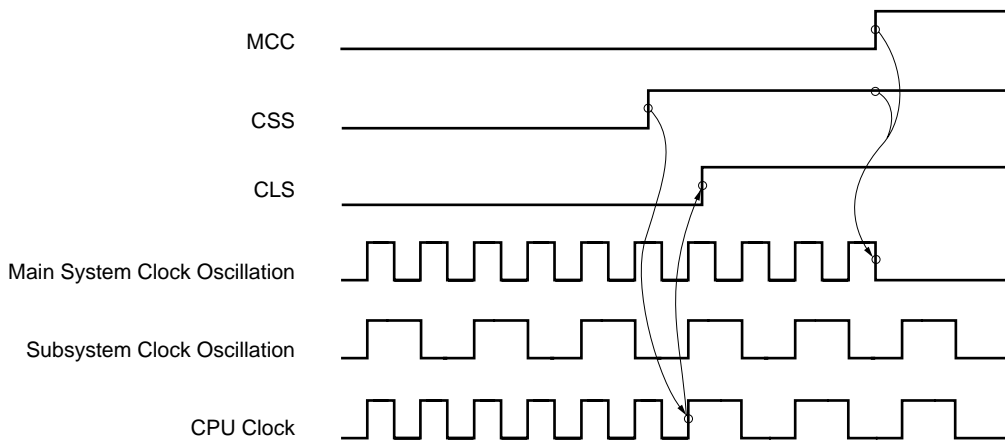 MCC
CSS
CLS
Main System Clock Oscillation
Subsystem Clock Oscillation
CPU Clock